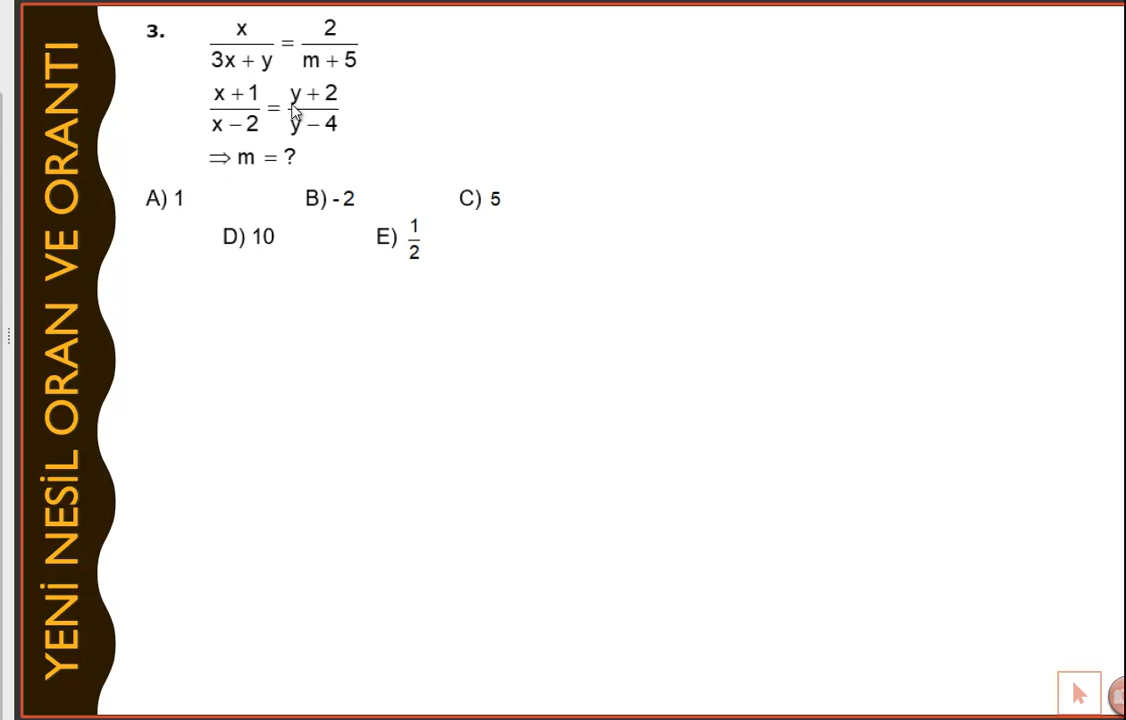 YENİ NESİL ORAN VE ORANTI
3. x/(3x + y) = 2/(m + 5)
(x + 1)/(x − 2) = (y + 2)/(y − 4)
⇒ m = ?
A) 1 B) - 2 C) 5
D) 10 E) 1/2